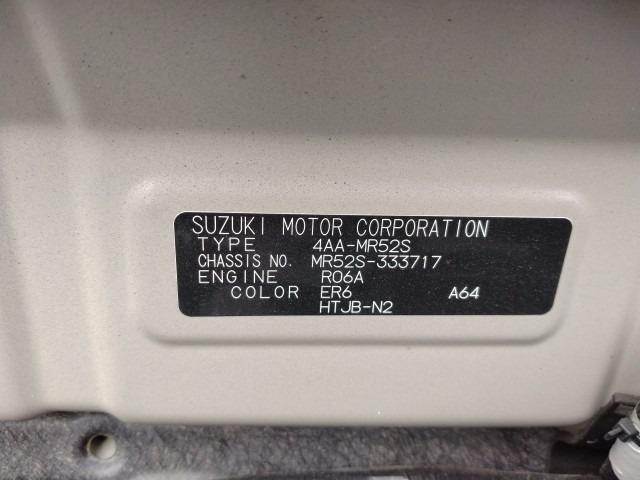 SUZUKI MOTOR CORPORATION
TYPE 4AA-MR52S
CHASSIS NO. MR52S-333717
ENGINE R06A
COLOR ER6 A64
HTJB-N2